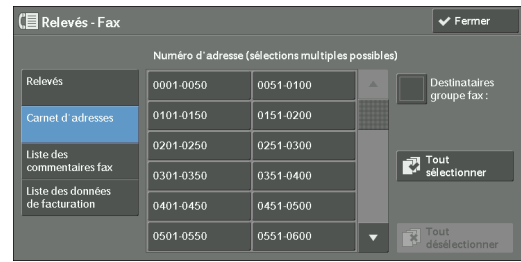 Relevés - Fax
Fermer
Numéro d'adresse (sélections multiples possibles)
Relevés
Carnet d'adresses
Liste des
commentaires fax
Liste des données
de facturation
0001-0050 0051-0100
0101-0150 0151-0200
0201-0250 0251-0300
0301-0350 0351-0400
0401-0450 0451-0500
0501-0550 0551-0600
Destinataires
groupe fax :
Tout
sélectionner
Tout
désélectionner